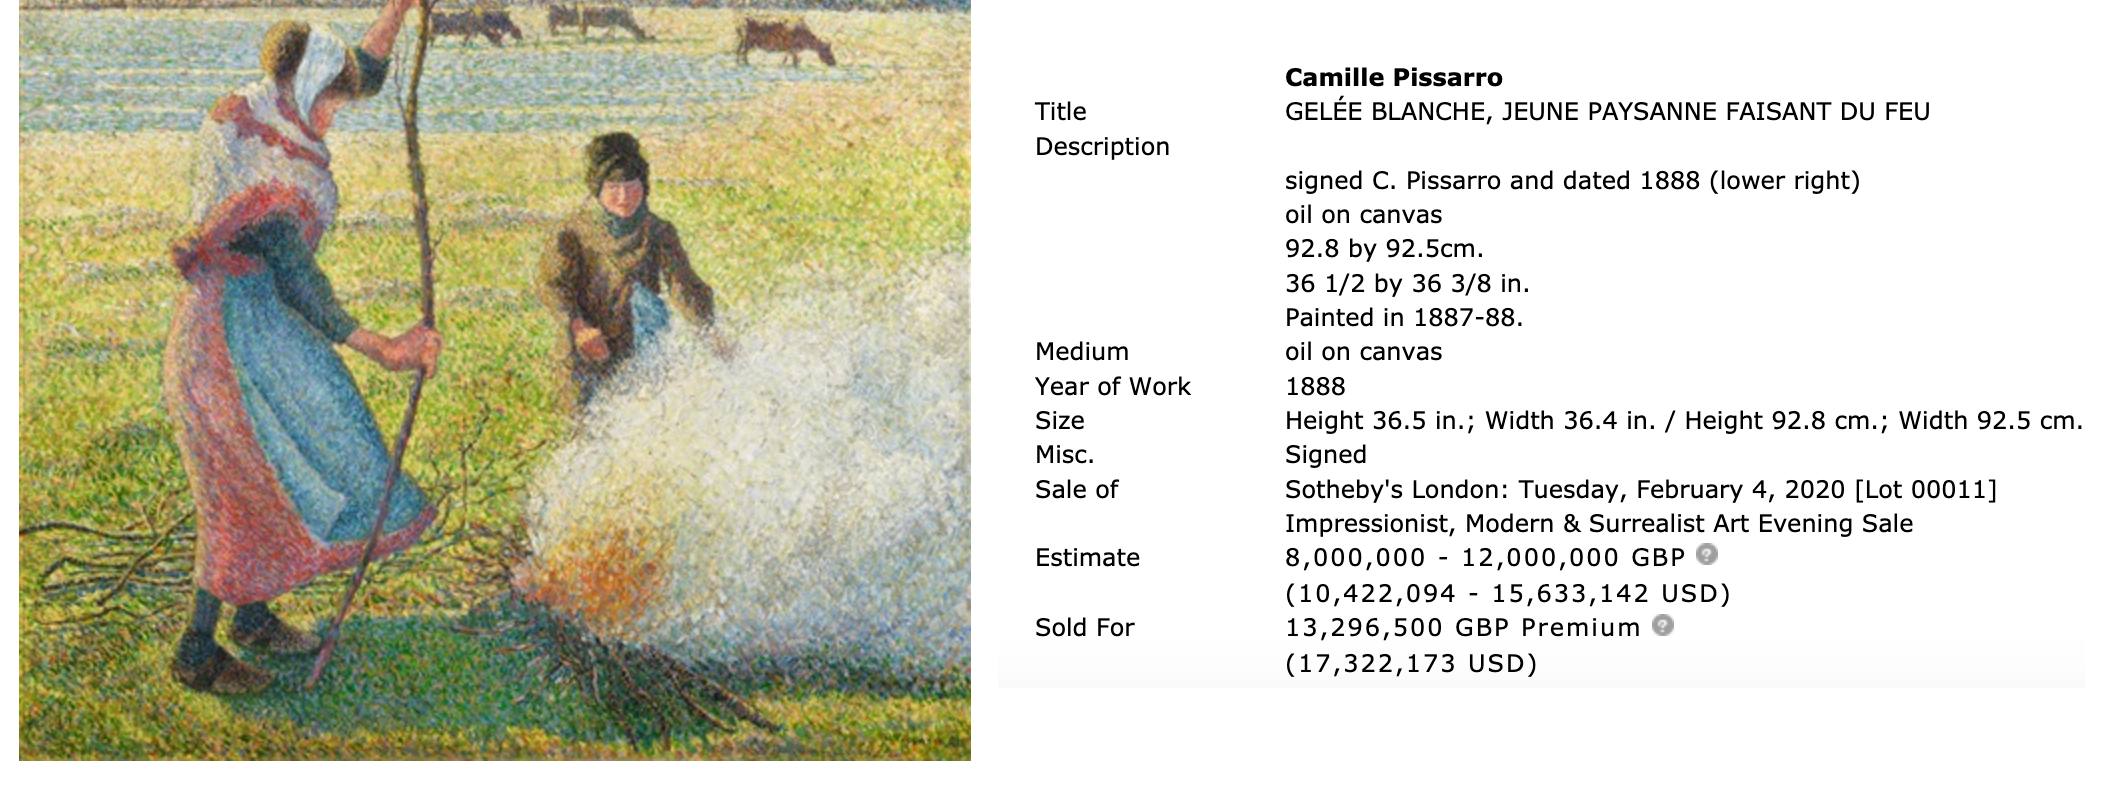 Camille Pissarro
Title GELÉE BLANCHE, JEUNE PAYSANNE FAISANT DU FEU
Description
signed C. Pissarro and dated 1888 (lower right)
oil on canvas
92.8 by 92.5cm.
36 1/2 by 36 3/8 in.
Painted in 1887-88.
Medium oil on canvas
Year of Work 1888
Size Height 36.5 in.; Width 36.4 in. / Height 92.8 cm.; Width 92.5 cm.
Misc. Signed
Sale of Sotheby's London: Tuesday, February 4, 2020 [Lot 00011]
Impressionist, Modern & Surrealist Art Evening Sale
Estimate 8,000,000 - 12,000,000 GBP ?
(10,422,094 - 15,633,142 USD)
Sold For 13,296,500 GBP Premium ?
(17,322,173 USD)